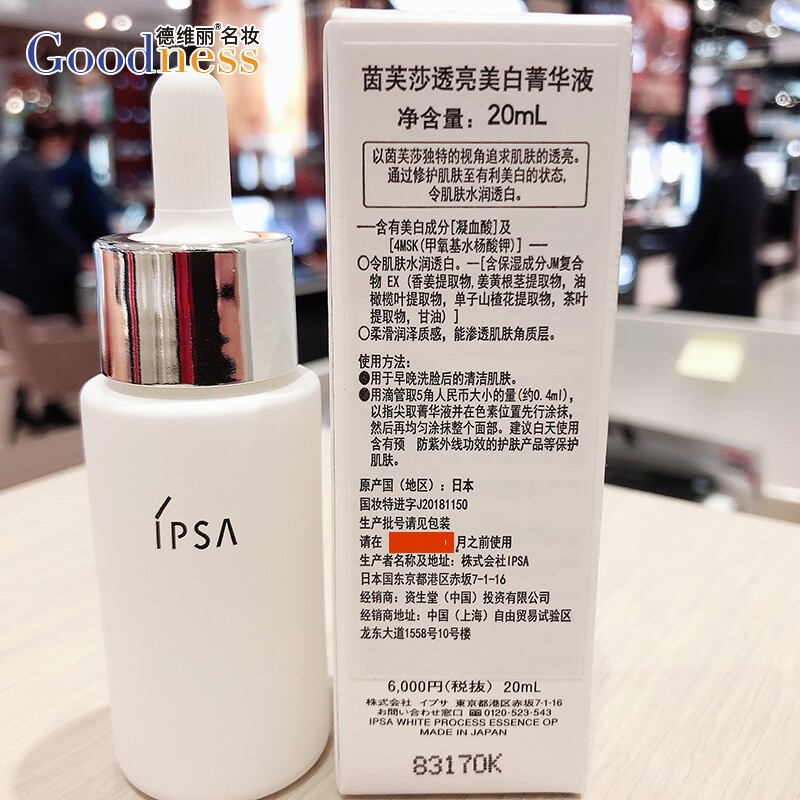 德维丽®名妆
Goodness
IPSA
茵芙莎透亮美白菁华液
净含量：20mL
以茵芙莎独特的视角追求肌肤的透亮。
通过修护肌肤至有利美白的状态,
令肌肤水润透白。
—含有美白成分[凝血酸]及
[4MSK(甲氧基水杨酸钾)] —
○令肌肤水润透白。—[含保湿成分JM复合
物 EX (香姜提取物,姜黄根茎提取物, 油
橄榄叶提取物, 单子山楂花提取物, 茶叶
提取物, 甘油)]
○柔滑润泽质感, 能渗透肌肤角质层。
使用方法:
●用于早晚洗脸后的清洁肌肤。
●用滴管取5角人民币大小的量(约0.4ml),
以指尖取菁华液并在色素位置先行涂抹,
然后再均匀涂抹整个面部。建议白天使用
含有预 防紫外线功效的护肤产品等保护
肌肤。
原产国（地区）：日本
国妆特进字J20181150
生产批号请见包装
请在 月之前使用
生产者名称及地址：株式会社IPSA
日本国东京都港区赤坂7-1-16
经销商：资生堂（中国）投资有限公司
经销商地址：中国（上海）自由贸易试验区
龙东大道1558号10号楼
6,000円(税抜) 20mL
株式会社 イプサ 東京都港区赤坂7-1-16
お問い合わせ窓口 0120-523-543
IPSA WHITE PROCESS ESSENCE OP
MADE IN JAPAN
83170K